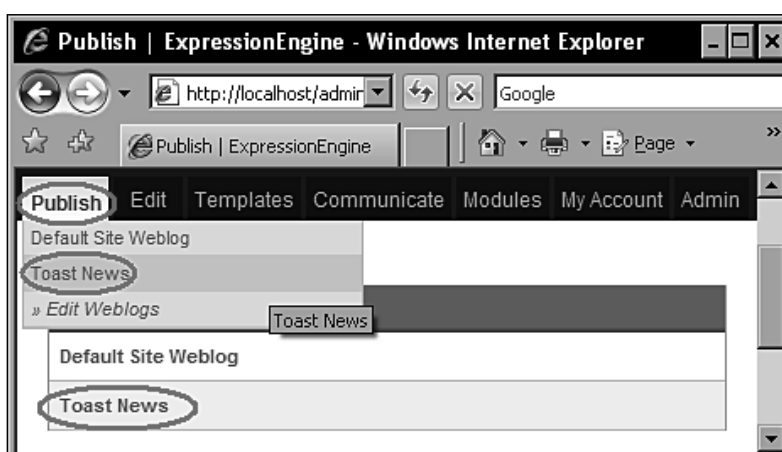 Publish | ExpressionEngine - Windows Internet Explorer
http://localhost/admir
Google
Publish | ExpressionEngine
Page
»
Publish Edit Templates Communicate Modules My Account Admin
Default Site Weblog
Toast News
» Edit Weblogs
Toast News
Default Site Weblog
Toast News